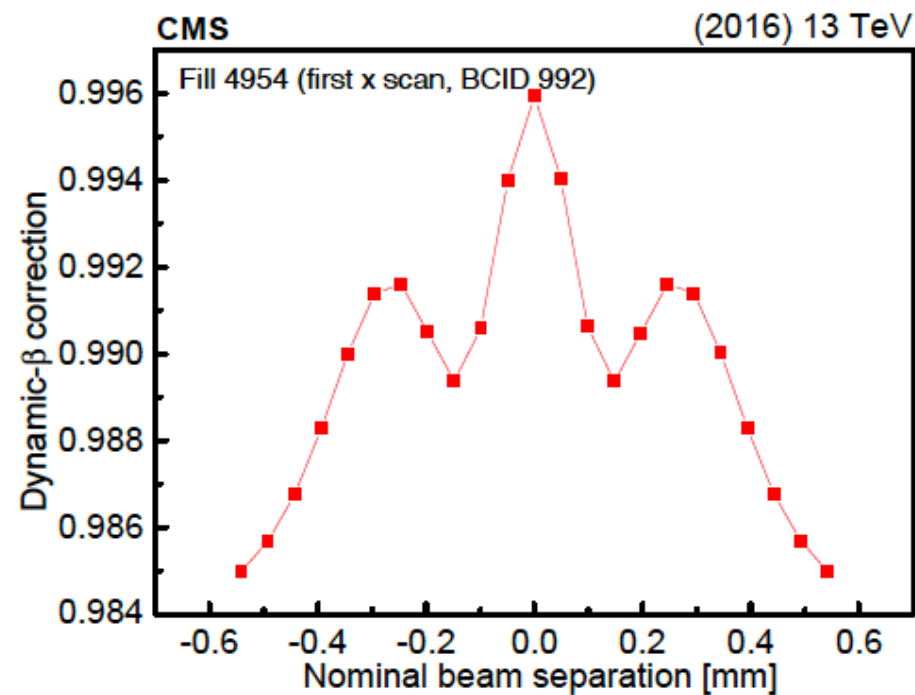 CMS (2016) 13 TeV
Fill 4954 (first x scan, BCID 992)
Dynamic-β correction
0.996
0.994
0.992
0.990
0.988
0.986
0.984
-0.6 -0.4 -0.2 0.0 0.2 0.4 0.6
Nominal beam separation [mm]